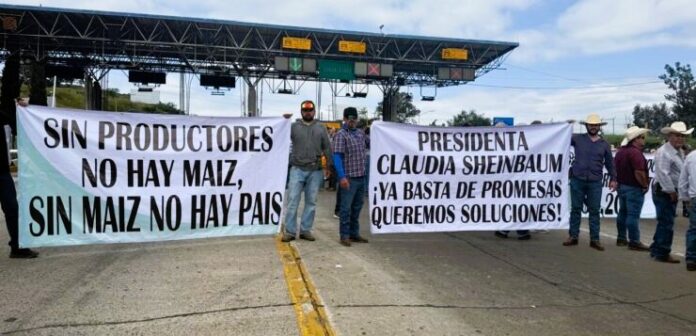 SIN PRODUCTORES
NO HAY MAIZ,
SIN MAIZ NO HAY PAIS
PRESIDENTA
CLAUDIA SHEINBAUM
¡YA BASTA DE PROMESAS
QUEREMOS SOLUCIONES!